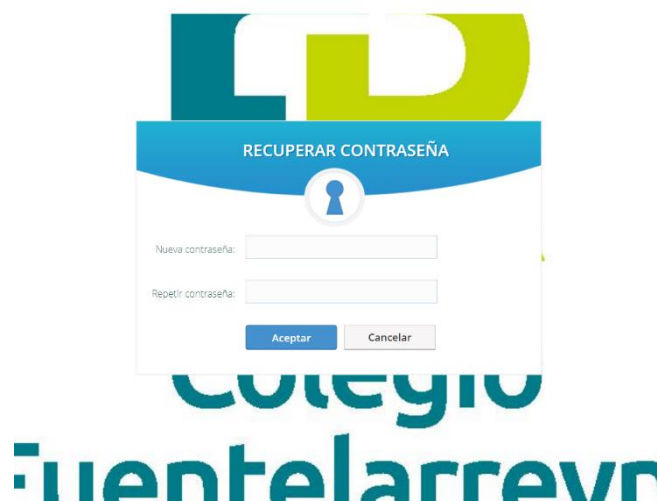 RECUPERAR CONTRASEÑA
Nueva contraseña:
Repetir contraseña:
Aceptar Cancelar
Colegio
Fuentelarreyn